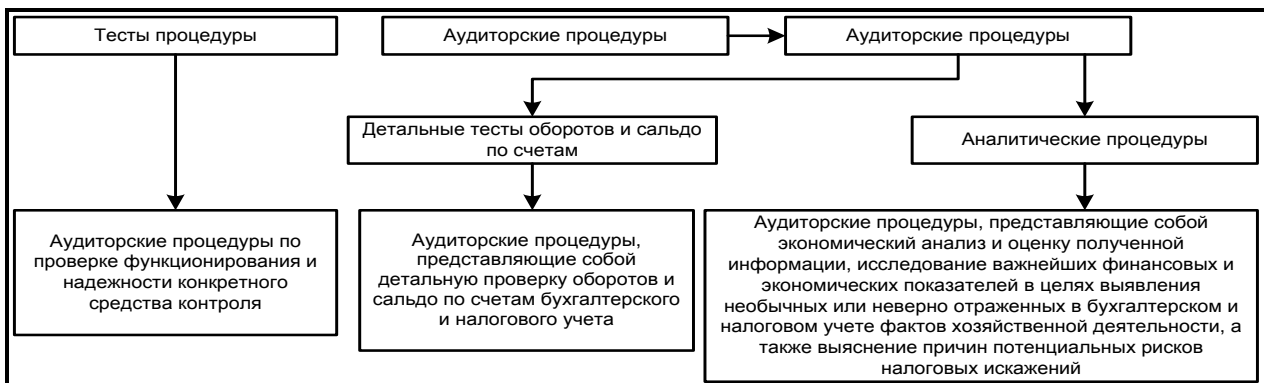 Тесты процедуры
Аудиторские процедуры
Аудиторские процедуры
Детальные тесты оборотов и сальдо
по счетам
Аналитические процедуры
Аудиторские процедуры по
проверке функционирования и
надежности конкретного
средства контроля
Аудиторские процедуры,
представляющие собой
детальную проверку оборотов и
сальдо по счетам бухгалтерского
и налогового учета
Аудиторские процедуры, представляющие собой
экономический анализ и оценку полученной
информации, исследование важнейших финансовых и
экономических показателей в целях выявления
необычных или неверно отраженных в бухгалтерском и
налоговом учете фактов хозяйственной деятельности, а
также выяснение причин потенциальных рисков
налоговых искажений